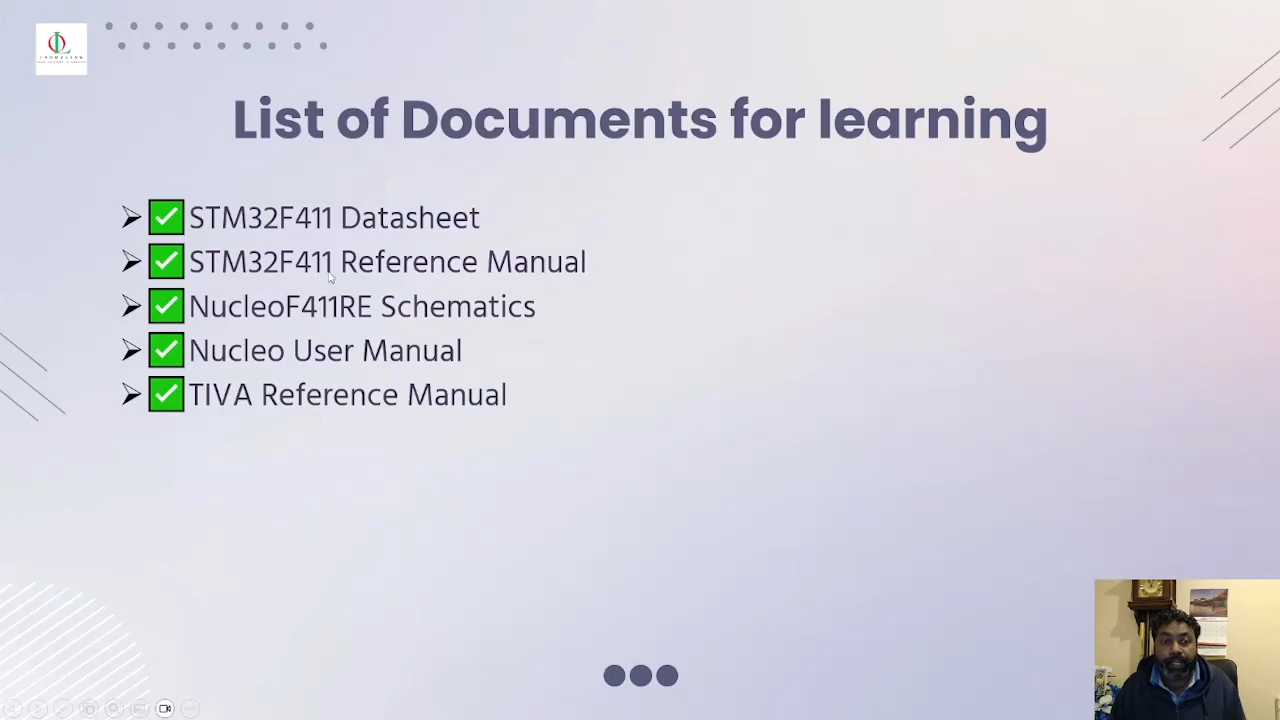 List of Documents for learning
STM32F411 Datasheet
STM32F411 Reference Manual
NucleoF411RE Schematics
Nucleo User Manual
TIVA Reference Manual